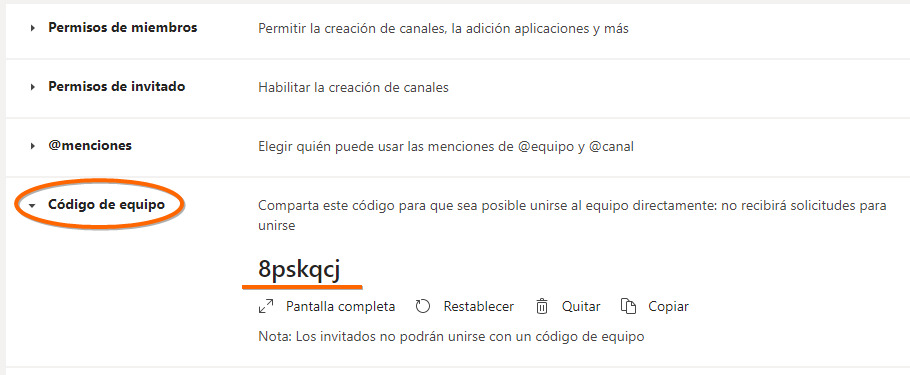 Permisos de miembros
Permitir la creación de canales, la adición aplicaciones y más
Permisos de invitado
Habilitar la creación de canales
@menciones
Elegir quién puede usar las menciones de @equipo y @canal
Código de equipo
Comparta este código para que sea posible unirse al equipo directamente: no recibirá solicitudes para
unirse
8pskqcj
Pantalla completa Restablecer Quitar Copiar
Nota: Los invitados no podrán unirse con un código de equipo